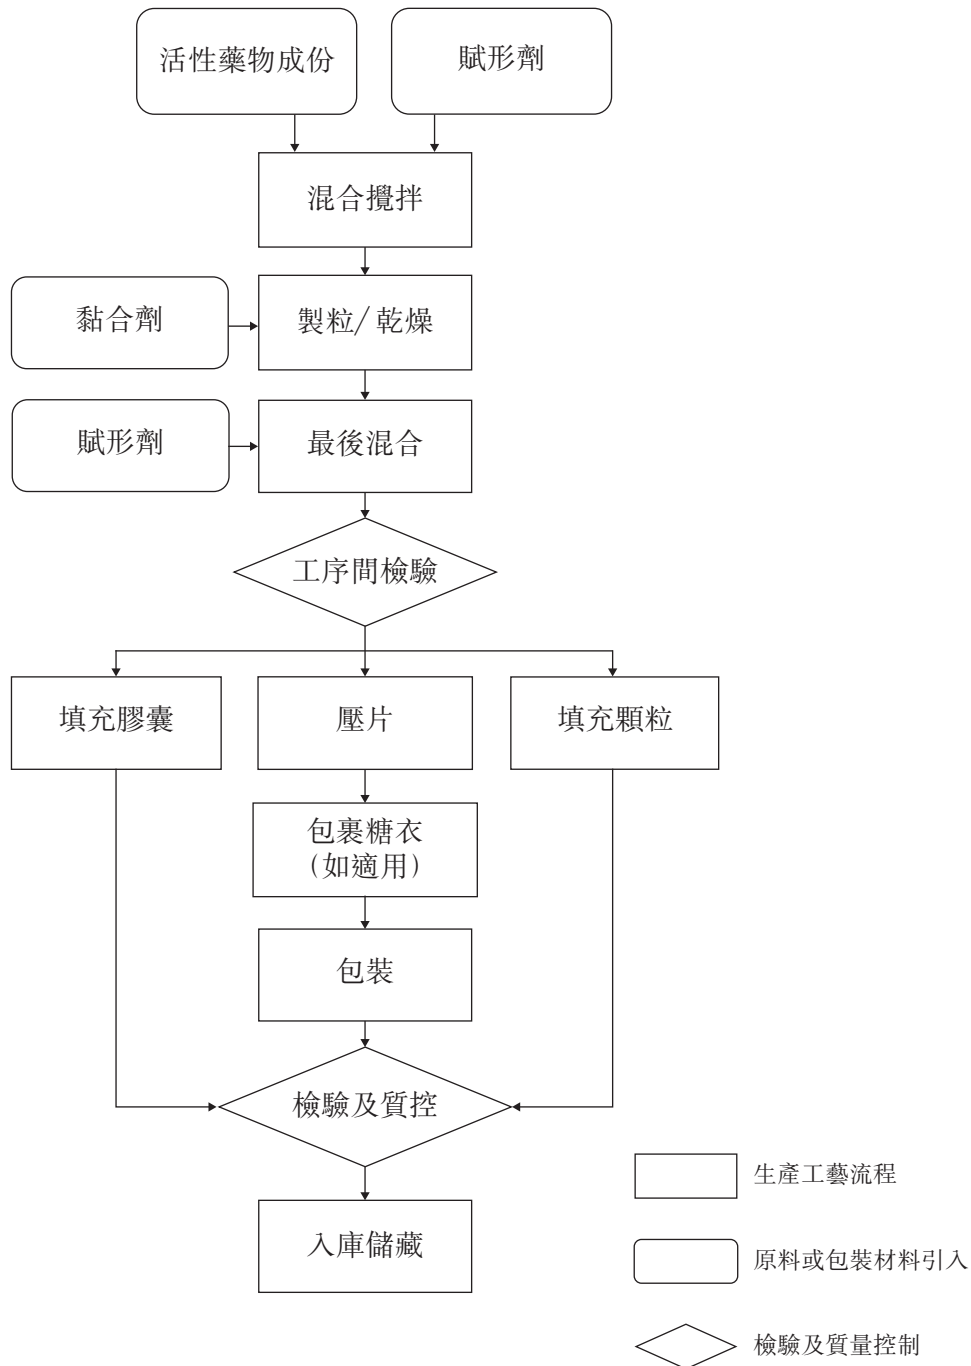 活性藥物成份
賦形劑
混合攪拌
黏合劑
製粒/乾燥
賦形劑
最後混合
工序間檢驗
填充膠囊
壓片
填充顆粒
包裹糖衣
(如適用)
包裝
檢驗及質控
入庫儲藏
生產工藝流程
原料或包裝材料引入
檢驗及質量控制